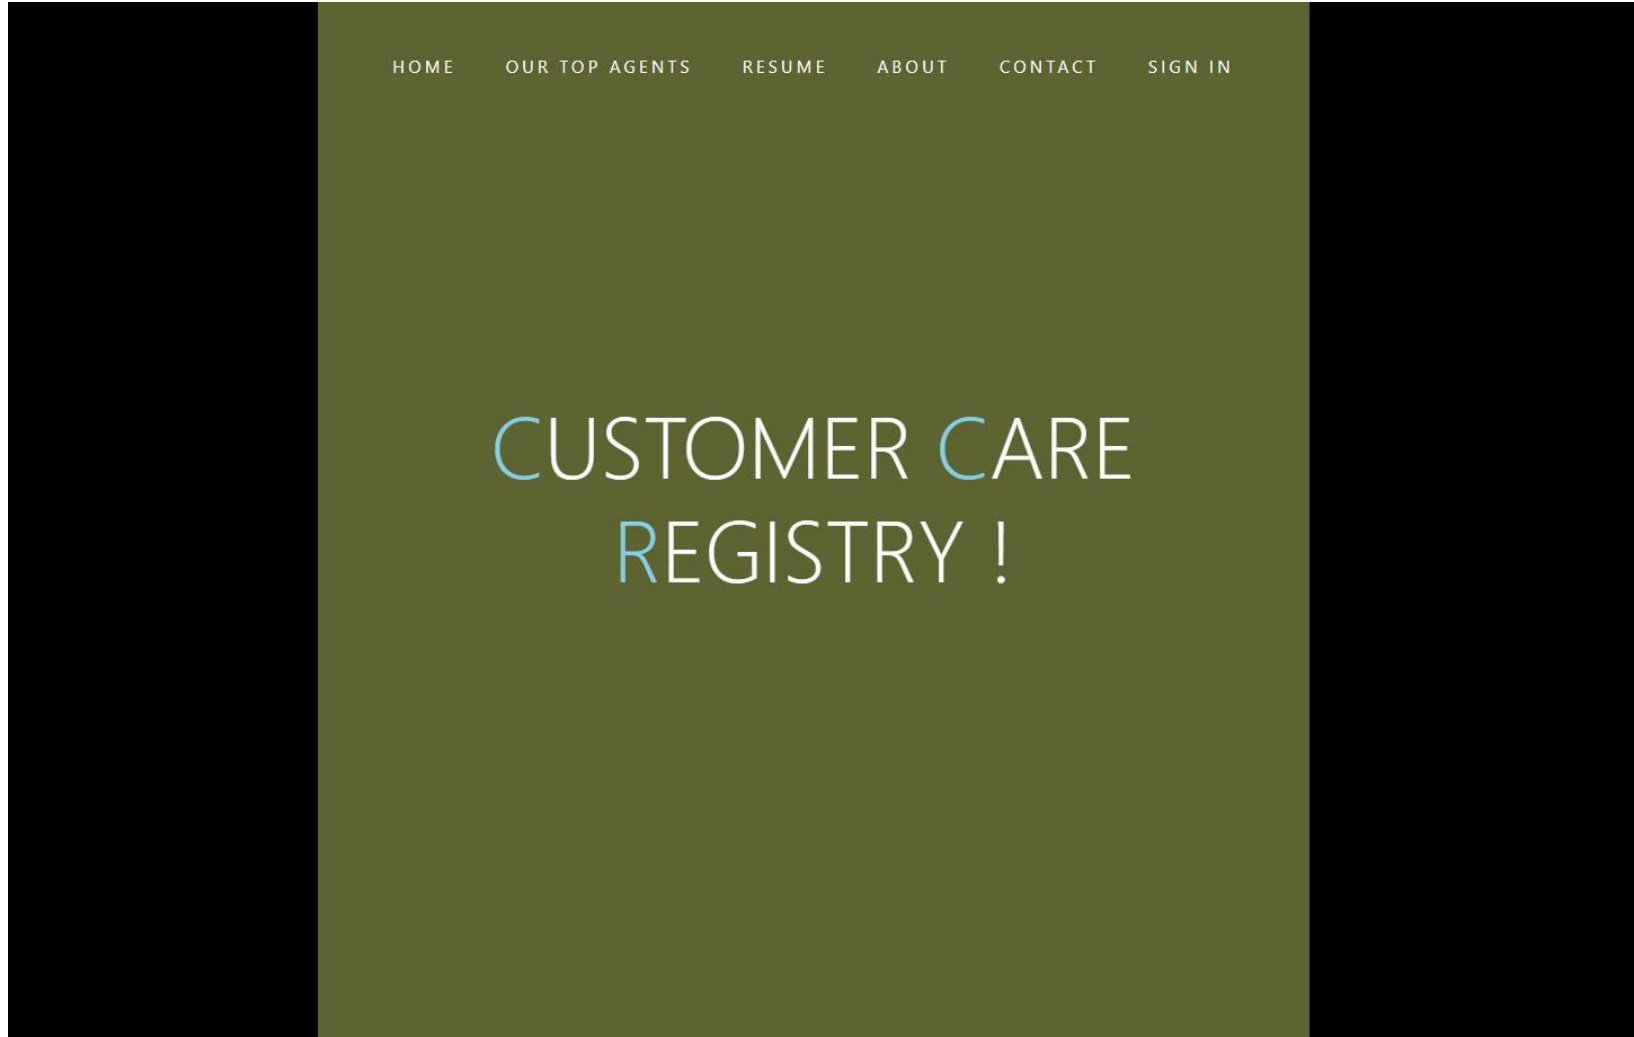 HOME OUR TOP AGENTS RESUME ABOUT CONTACT SIGN IN
CUSTOMER CARE
REGISTRY !